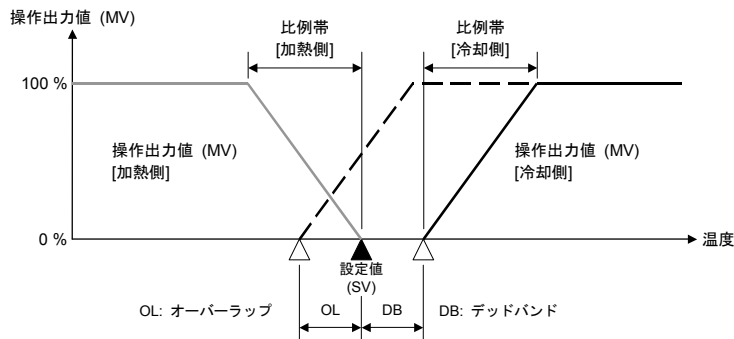 操作出力値 (MV)
比例帯
[加熱側]
比例帯
[冷却側]
100 %
操作出力値 (MV)
[加熱側]
操作出力値 (MV)
[冷却側]
0 %
温度
設定値
(SV)
OL: オーバーラップ
OL
DB
DB: デッドバンド